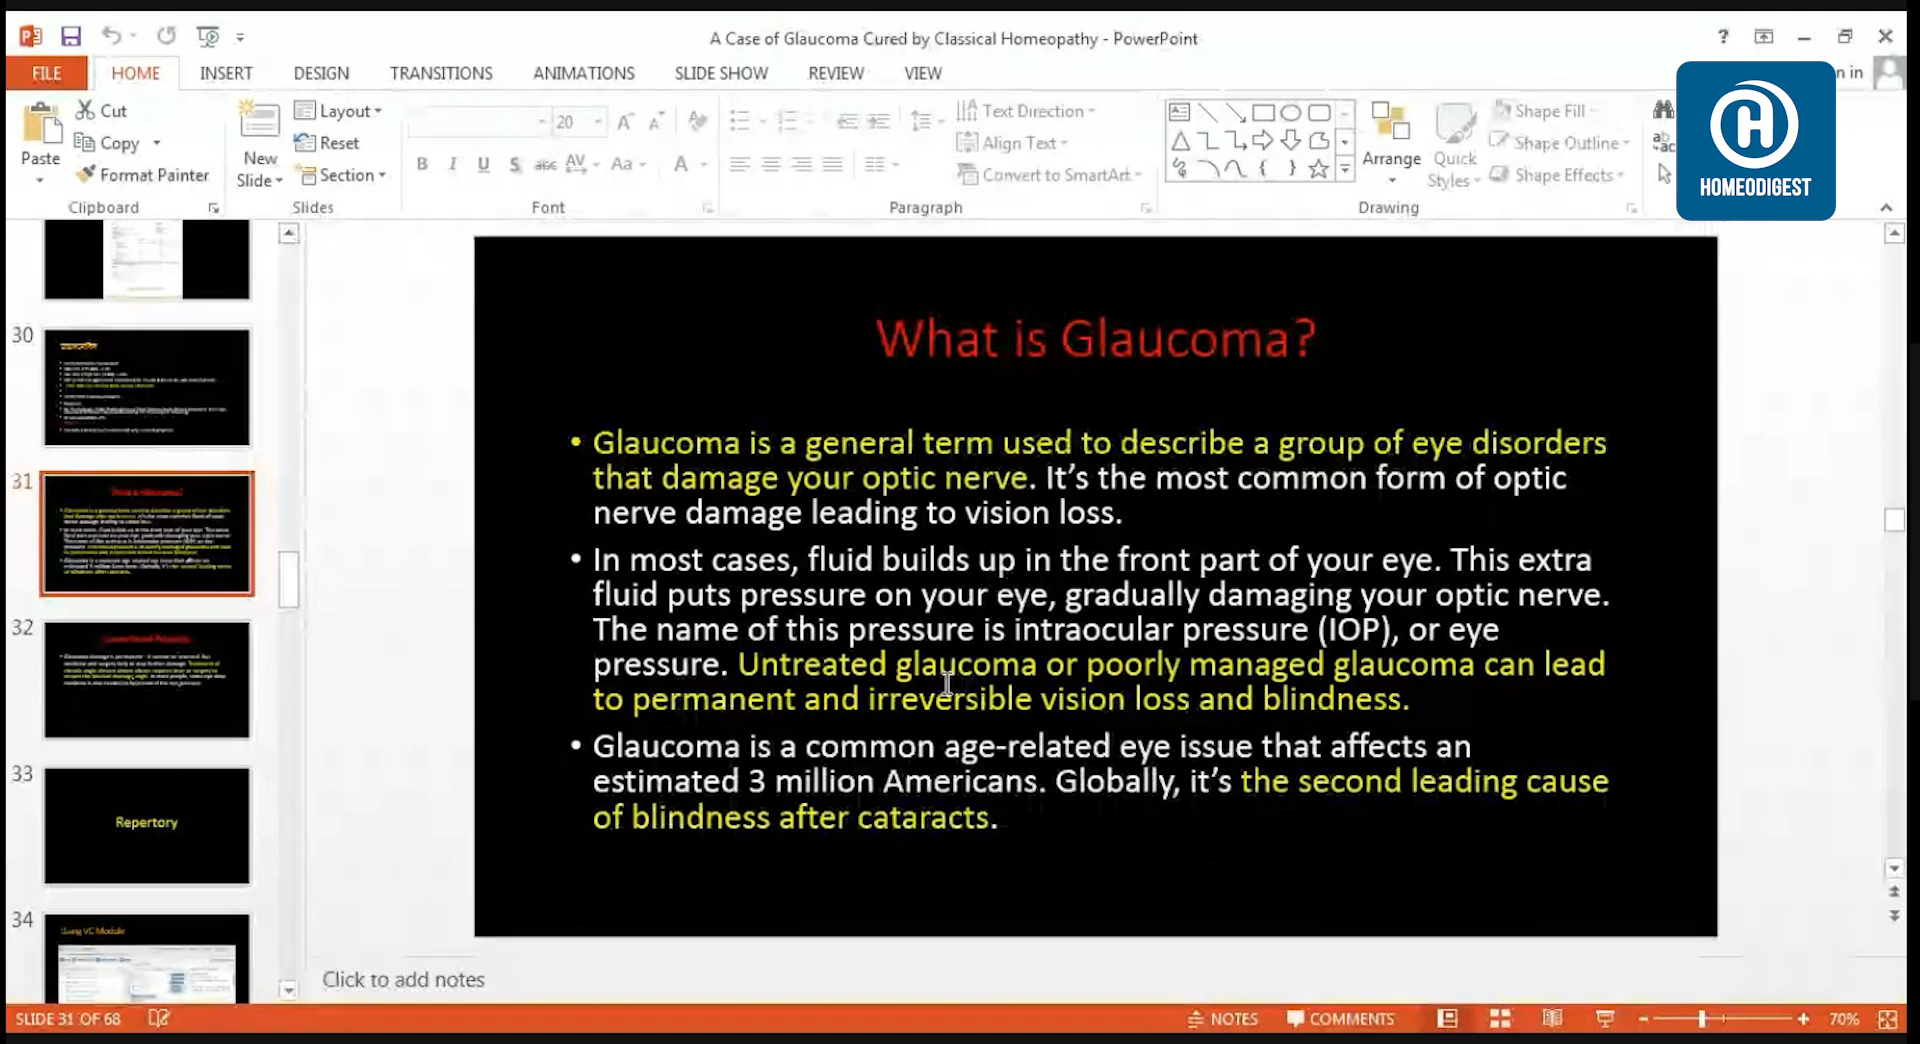 A Case of Glaucoma Cured by Classical Homeopathy - PowerPoint
?
n in
FILE HOME INSERT DESIGN TRANSITIONS ANIMATIONS SLIDE SHOW REVIEW VIEW
Cut
Copy
Format Painter
Paste
Clipboard
New
Slide
Layout
Reset
Section
Slides
20
B I U S abc AV Aa A
Font
Text Direction
Align Text
Convert to SmartArt
Paragraph
Arrange
Quick
Styles
Shape Fill
Shape Outline
Shape Effects
Drawing
HOMEODIGEST
30
31
32
33
Repertory
34
What is Glaucoma?
• Glaucoma is a general term used to describe a group of eye disorders
that damage your optic nerve. It’s the most common form of optic
nerve damage leading to vision loss.
• In most cases, fluid builds up in the front part of your eye. This extra
fluid puts pressure on your eye, gradually damaging your optic nerve.
The name of this pressure is intraocular pressure (IOP), or eye
pressure. Untreated glaucoma or poorly managed glaucoma can lead
to permanent and irreversible vision loss and blindness.
• Glaucoma is a common age-related eye issue that affects an
estimated 3 million Americans. Globally, it’s the second leading cause
of blindness after cataracts.
Click to add notes
SLIDE 31 OF 68
NOTES COMMENTS 70%